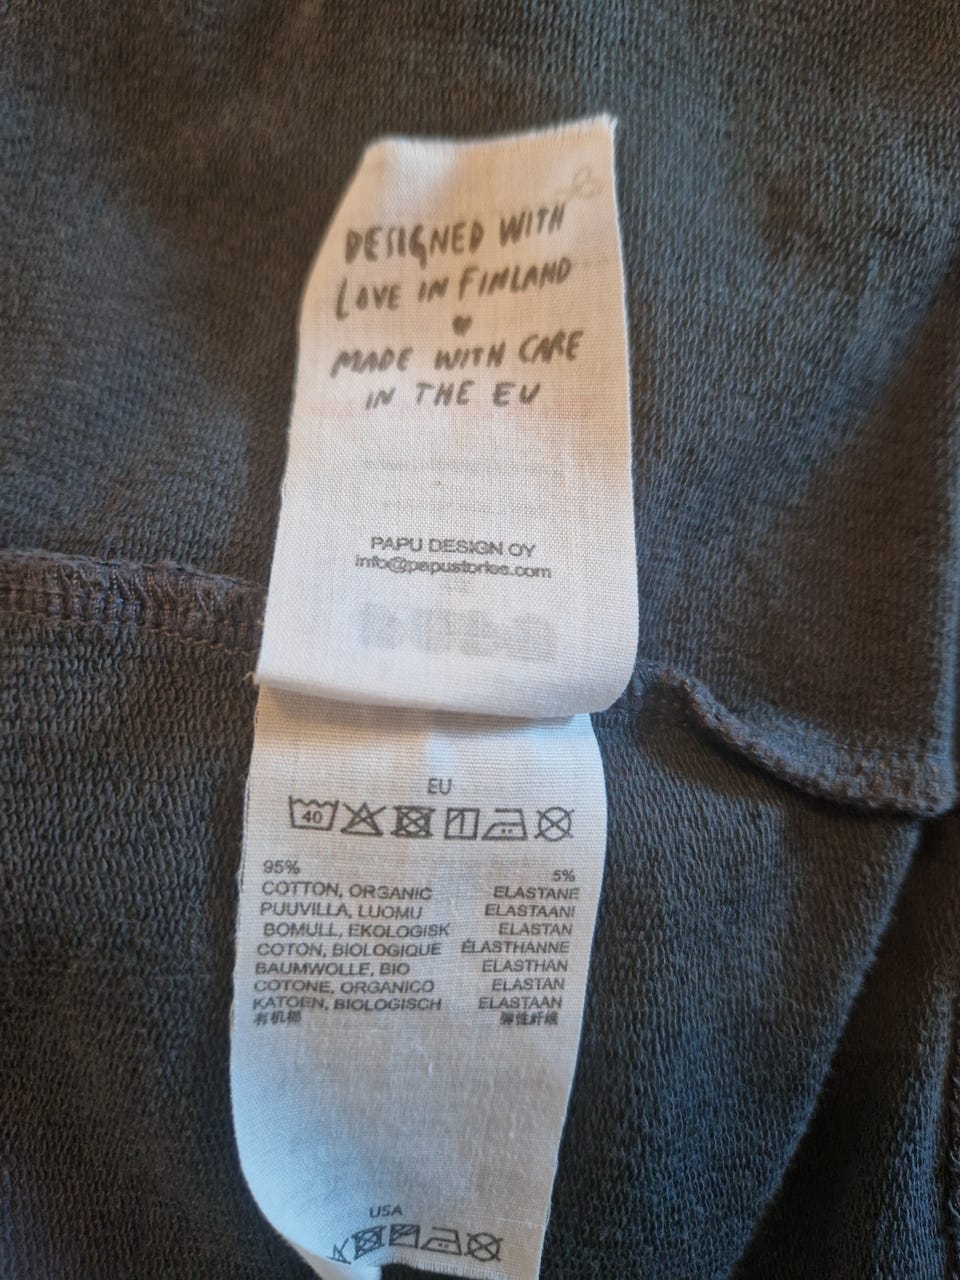 DESIGNED WITH
LOVE IN FINLAND
MADE WITH CARE
IN THE EU
PAPU DESIGN OY
info@papustories.com
EU
40
95%
5%
COTTON, ORGANIC ELASTANE
PUUVILLA, LUOMU ELASTAANI
BOMULL, EKOLOGISK ELASTAN
COTON, BIOLOGIQUE ÉLASTHANNE
BAUMWOLLE, BIO ELASTHAN
COTONE, ORGANICO ELASTAN
KATOEN, BIOLOGISCH ELASTAAN
有机棉 弹性纤维
USA